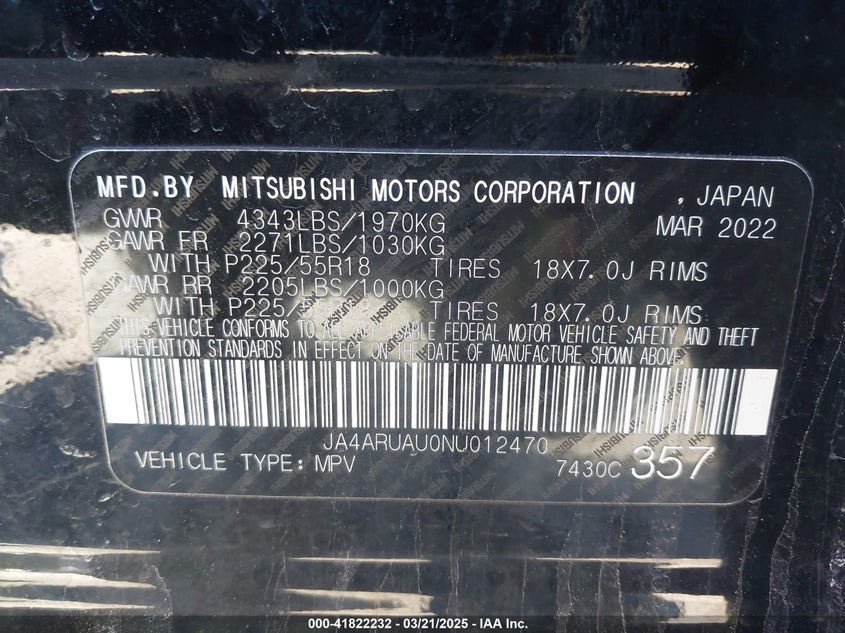 MFD.BY MITSUBISHI MOTORS CORPORATION , JAPAN
GVWR 4343LBS/1970KG MAR 2022
GAWR FR 2271LBS/1030KG
WITH P225/55R18 TIRES 18X7.0J RIMS
GAWR RR 2205LBS/1000KG
WITH P225/55R18 TIRES 18X7.0J RIMS
THIS VEHICLE CONFORMS TO ALL APPLICABLE FEDERAL MOTOR VEHICLE SAFETY AND THEFT
PREVENTION STANDARDS IN EFFECT ON THE DATE OF MANUFACTURE SHOWN ABOVE.
JA4ARUAU0NU012470
VEHICLE TYPE: MPV 7430C 357
000-41822232 - 03/21/2025 - IAA Inc.